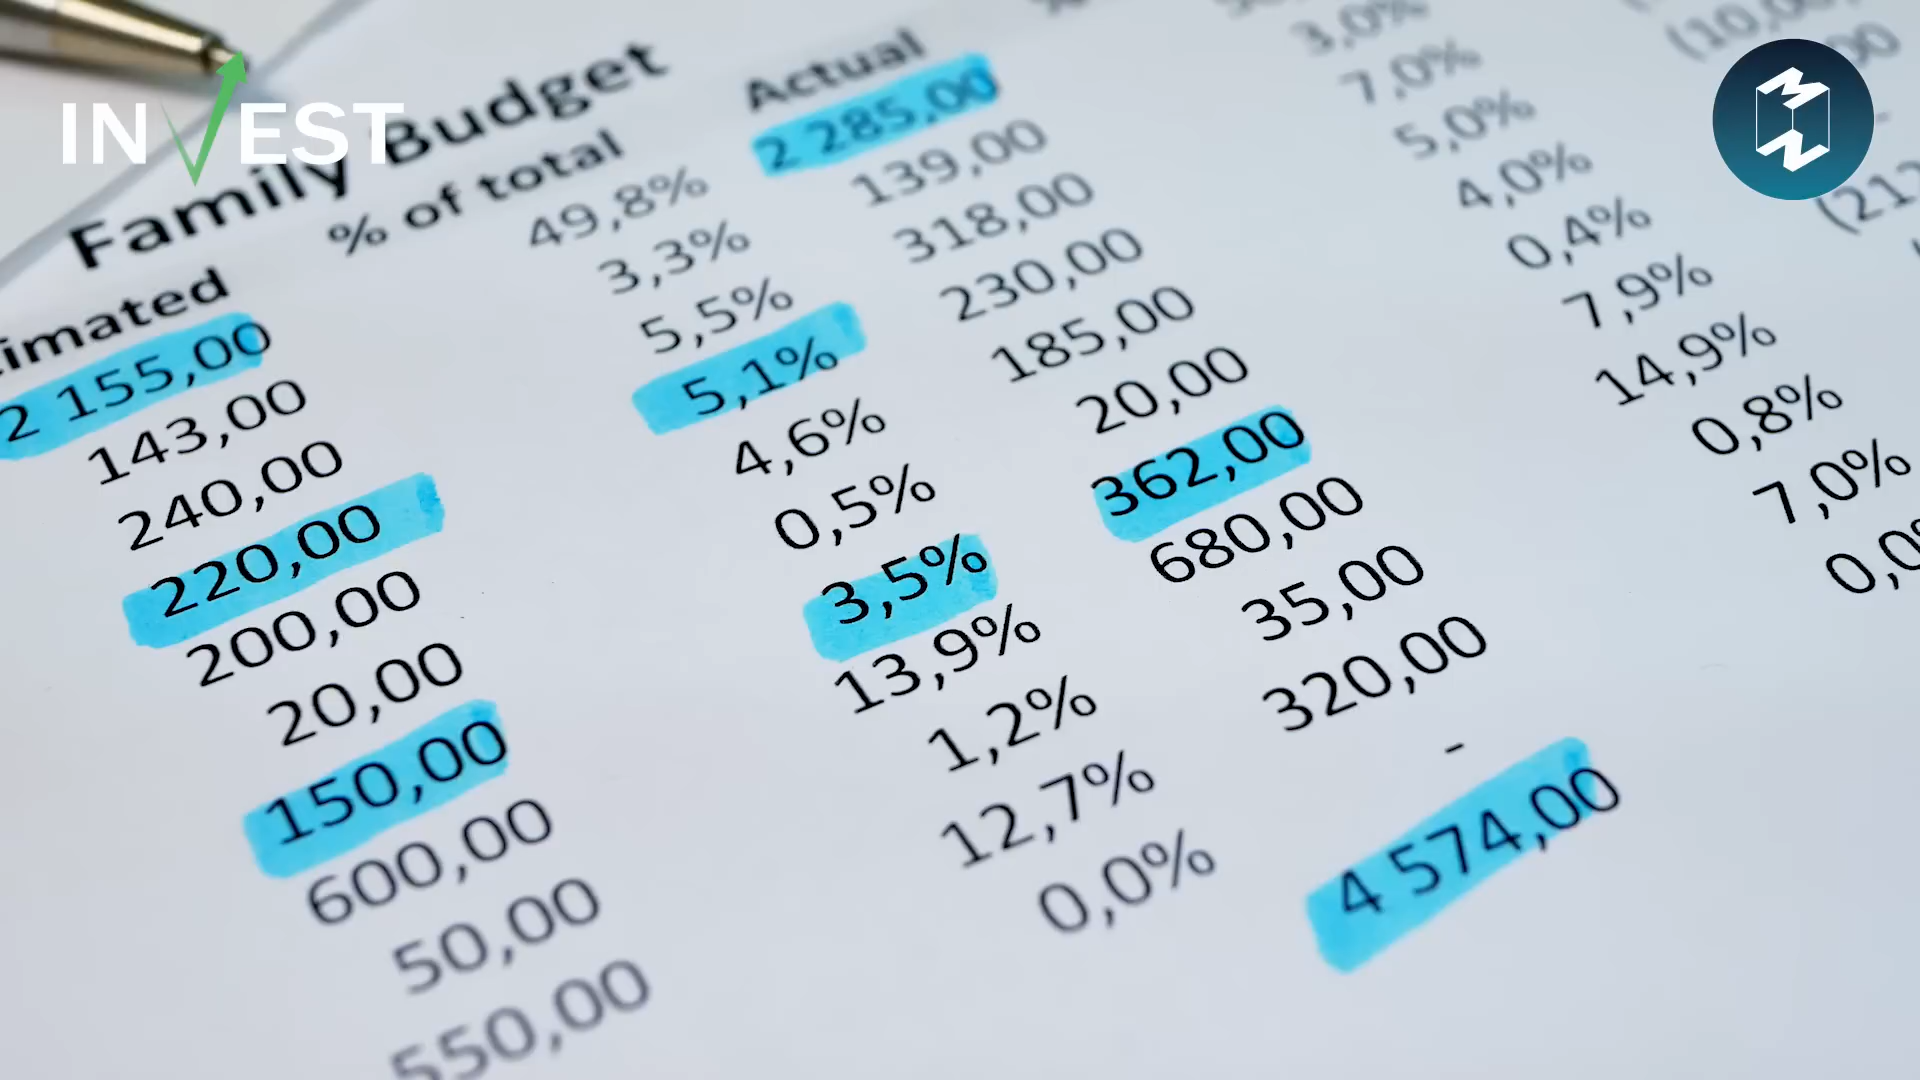 INVEST
Family Budget
% of total
Actual
2 155,00 49,8% 2 285,00 3,0%
143,00 3,3% 139,00 7,0%
240,00 5,5% 318,00 5,0%
220,00 5,1% 230,00 4,0%
200,00 4,6% 185,00 0,4%
20,00 0,5% 20,00 7,9%
150,00 3,5% 362,00 14,9%
600,00 13,9% 680,00 0,8%
50,00 1,2% 35,00 7,0%
550,00 12,7% 320,00
0,0% -
4 574,00